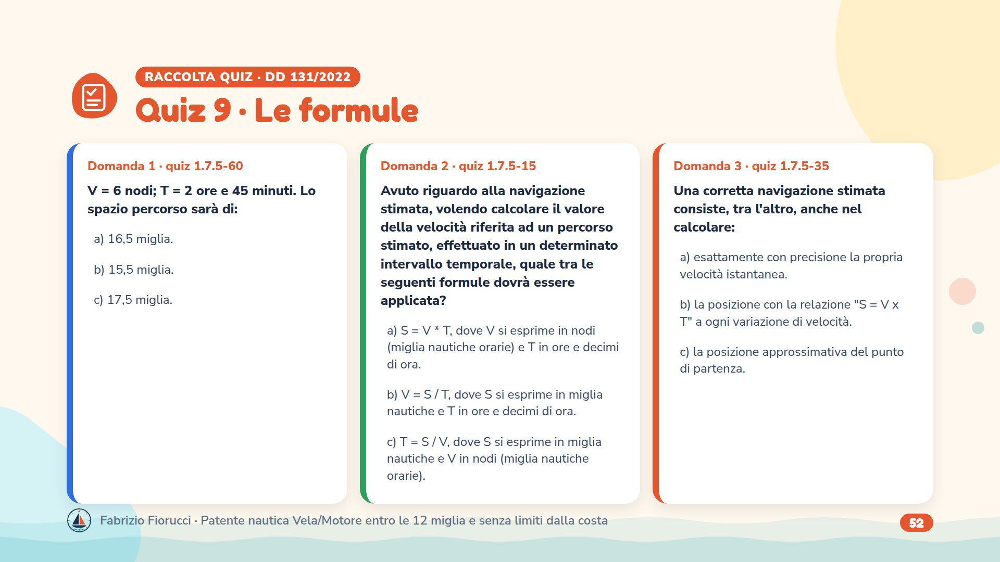 RACCOLTA QUIZ · DD 131/2022
Quiz 9 · Le formule
Domanda 1 · quiz 1.7.5-60
V = 6 nodi; T = 2 ore e 45 minuti. Lo
spazio percorso sarà di:
a) 16,5 miglia.
b) 15,5 miglia.
c) 17,5 miglia.
Domanda 2 · quiz 1.7.5-15
Avuto riguardo alla navigazione
stimata, volendo calcolare il valore
della velocità riferita ad un percorso
stimato, effettuato in un determinato
intervallo temporale, quale tra le
seguenti formule dovrà essere
applicata?
a) S = V * T, dove V si esprime in nodi
(miglia nautiche orarie) e T in ore e decimi
di ora.
b) V = S / T, dove S si esprime in miglia
nautiche e T in ore e decimi di ora.
c) T = S / V, dove S si esprime in miglia
nautiche e V in nodi (miglia nautiche
orarie).
Domanda 3 · quiz 1.7.5-35
Una corretta navigazione stimata
consiste, tra l'altro, anche nel
calcolare:
a) esattamente con precisione la propria
velocità istantanea.
b) la posizione con la relazione "S = V x
T" a ogni variazione di velocità.
c) la posizione approssimativa del punto
di partenza.
Fabrizio Fiorucci · Patente nautica Vela/Motore entro le 12 miglia e senza limiti dalla costa
52